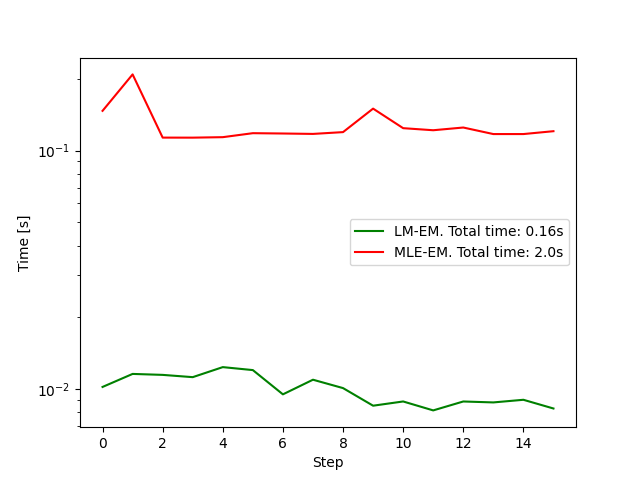 10⁻¹
10⁻²
Time [s]
LM-EM. Total time: 0.16s
MLE-EM. Total time: 2.0s
0 2 4 6 8 10 12 14
Step